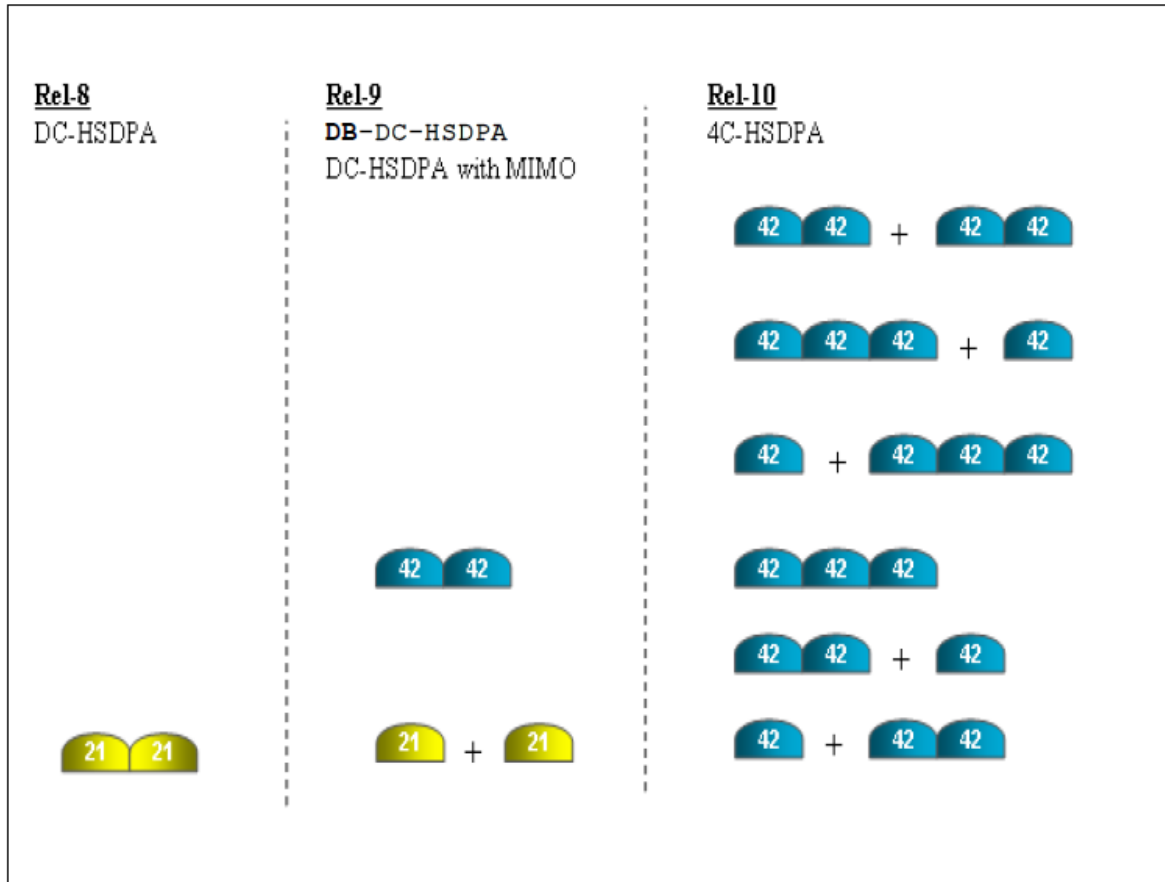 Rel-8
DC-HSDPA
Rel-9
DB-DC-HSDPA
DC-HSDPA with MIMO
Rel-10
4C-HSDPA
42 42 + 42 42
42 42 42 + 42
42 + 42 42 42
42 42
42 42 42
42 42 + 42
21 21
21 + 21
42 + 42 42